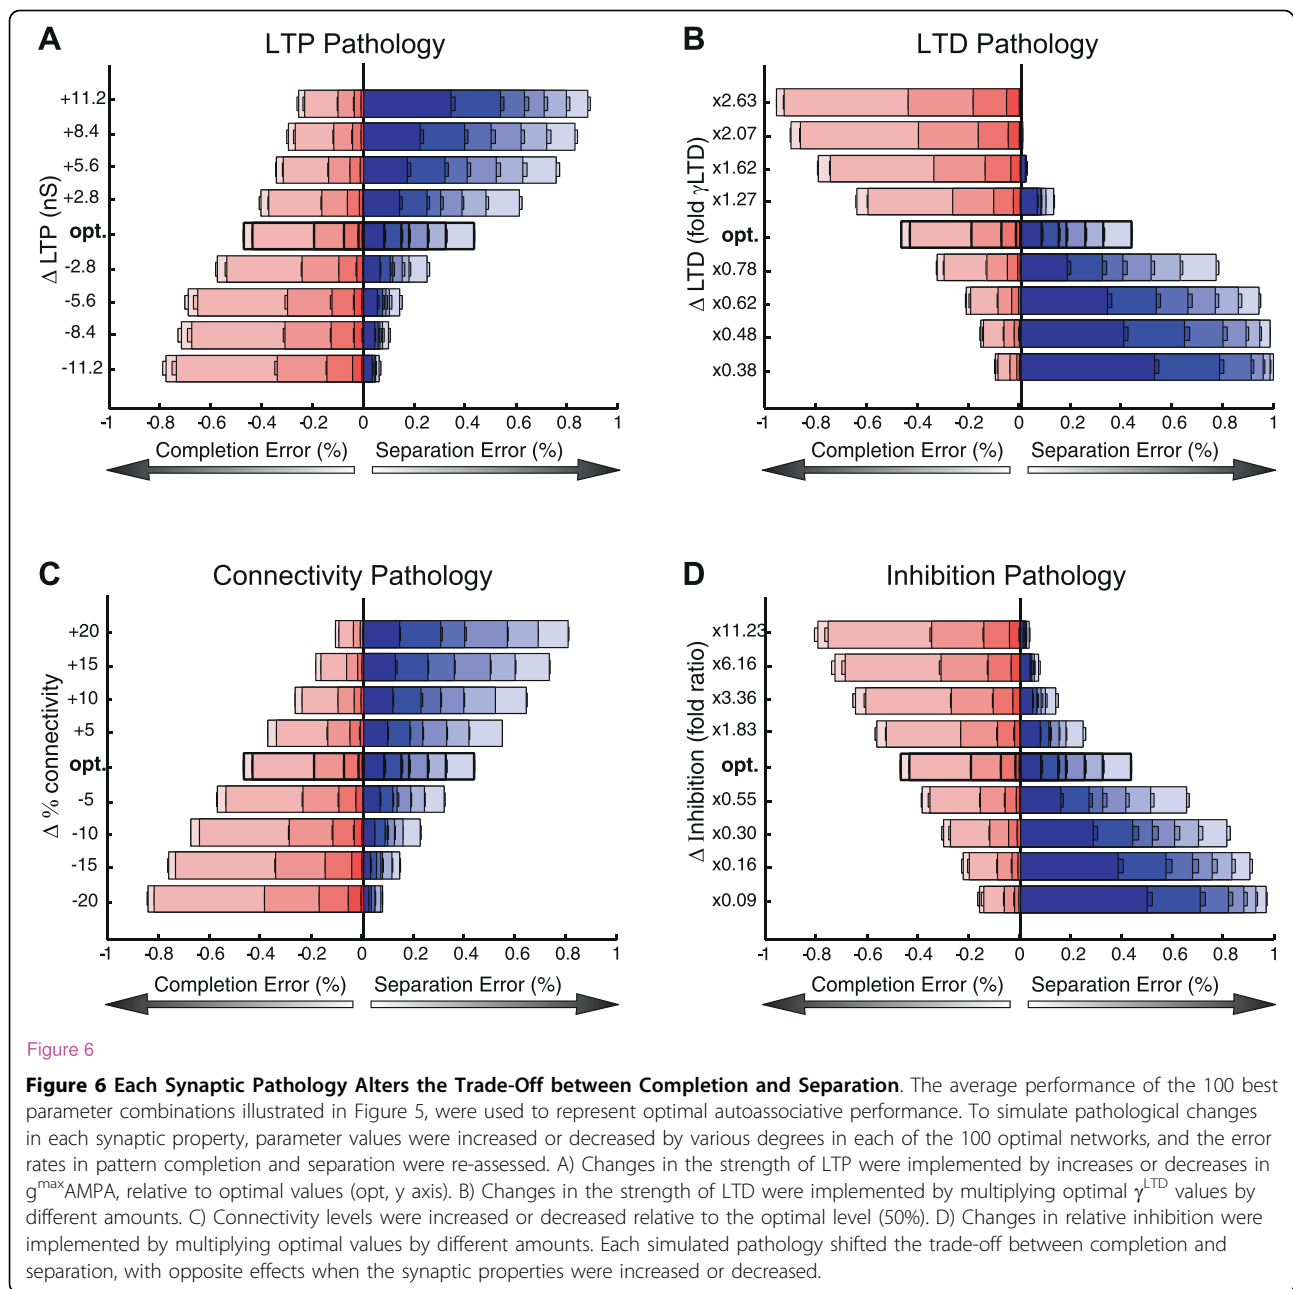 A
LTP Pathology
Δ LTP (nS)
+11.2
+8.4
+5.6
+2.8
opt.
-2.8
-5.6
-8.4
-11.2
-1 -0.8 -0.6 -0.4 -0.2 0 0.2 0.4 0.6 0.8 1
Completion Error (%) Separation Error (%)
B
LTD Pathology
Δ LTD (fold γLTD)
x2.63
x2.07
x1.62
x1.27
opt.
x0.78
x0.62
x0.48
x0.38
-1 -0.8 -0.6 -0.4 -0.2 0 0.2 0.4 0.6 0.8 1
Completion Error (%) Separation Error (%)
C
Connectivity Pathology
Δ % connectivity
+20
+15
+10
+5
opt.
-5
-10
-15
-20
-1 -0.8 -0.6 -0.4 -0.2 0 0.2 0.4 0.6 0.8 1
Completion Error (%) Separation Error (%)
D
Inhibition Pathology
Δ Inhibition (fold ratio)
x11.23
x6.16
x3.36
x1.83
opt.
x0.55
x0.30
x0.16
x0.09
-1 -0.8 -0.6 -0.4 -0.2 0 0.2 0.4 0.6 0.8 1
Completion Error (%) Separation Error (%)
Figure 6
Figure 6 Each Synaptic Pathology Alters the Trade-Off between Completion and Separation. The average performance of the 100 best
parameter combinations illustrated in Figure 5, were used to represent optimal autoassociative performance. To simulate pathological changes
in each synaptic property, parameter values were increased or decreased by various degrees in each of the 100 optimal networks, and the error
rates in pattern completion and separation were re-assessed. A) Changes in the strength of LTP were implemented by increases or decreases in
g^max AMPA, relative to optimal values (opt, y axis). B) Changes in the strength of LTD were implemented by multiplying optimal γ^LTD values by
different amounts. C) Connectivity levels were increased or decreased relative to the optimal level (50%). D) Changes in relative inhibition were
implemented by multiplying optimal values by different amounts. Each simulated pathology shifted the trade-off between completion and
separation, with opposite effects when the synaptic properties were increased or decreased.